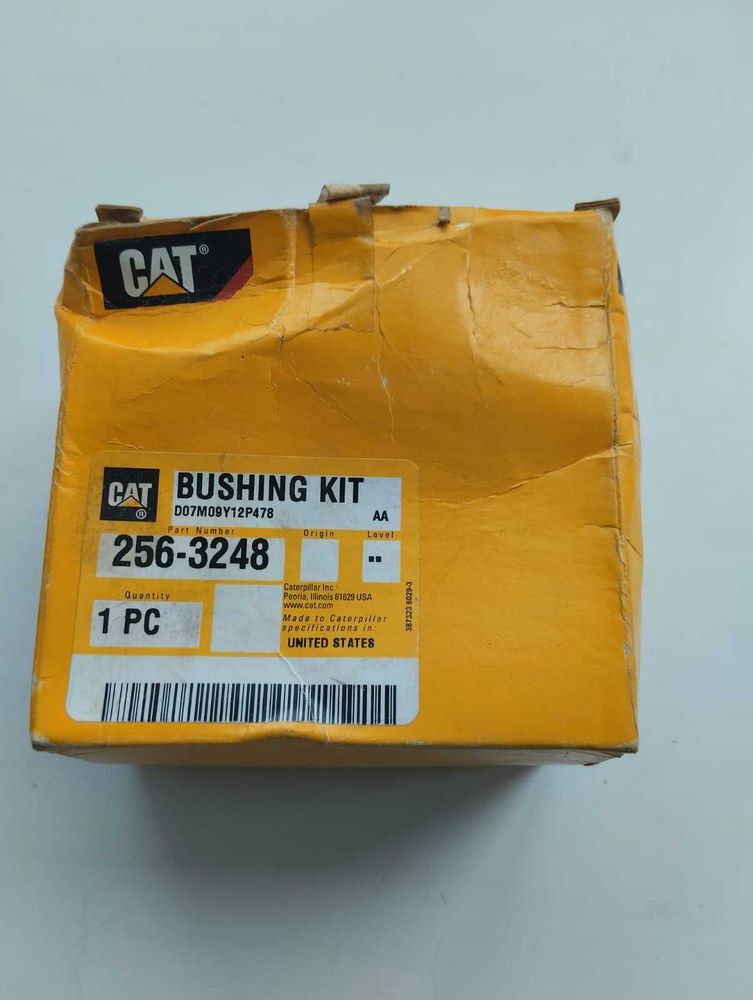 CAT®
CAT®
BUSHING KIT
D07M09Y12P478
AA
Part Number
Origin
Level
256-3248
Quantity
1 PC
Caterpillar Inc.
Peoria, Illinois 61629 USA
www.cat.com
Made to Caterpillar
specifications in:
UNITED STATES
387323 6029-3